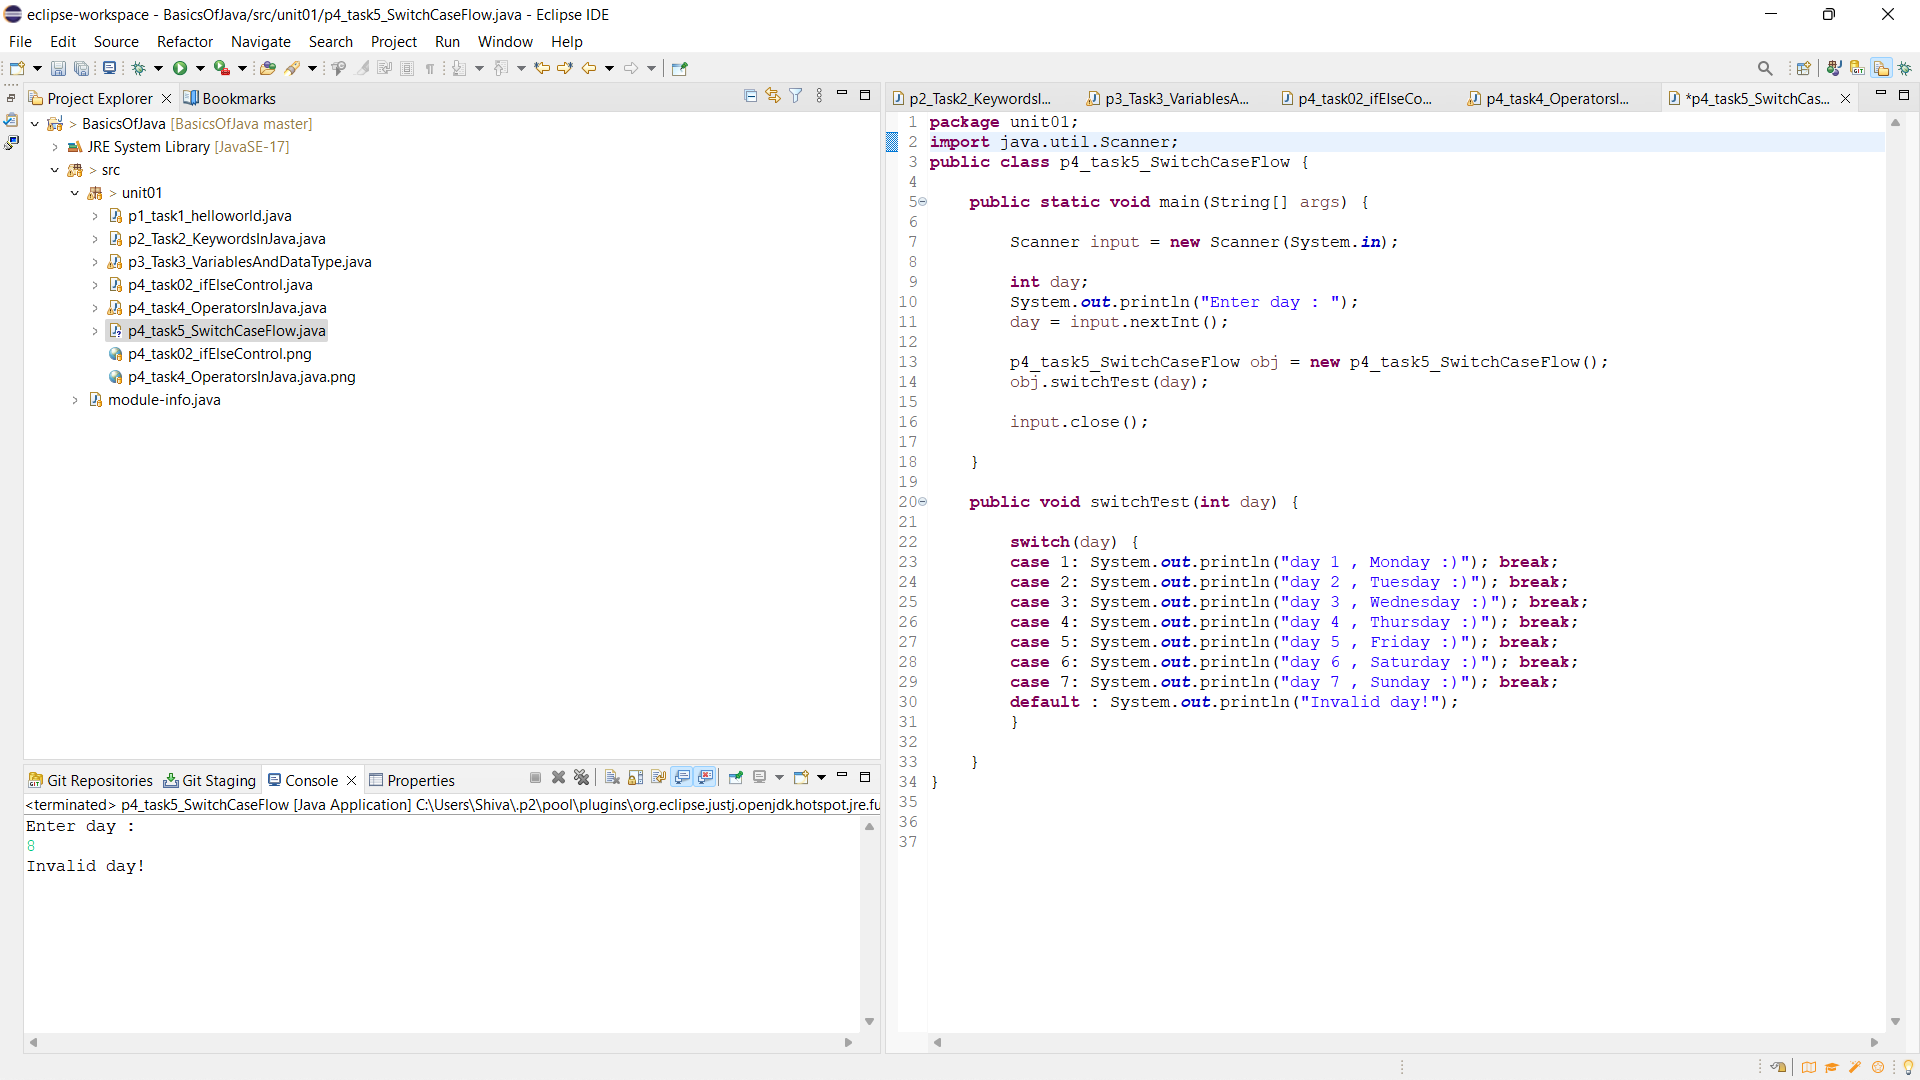 eclipse-workspace - BasicsOfJava/src/unit01/p4_task5_SwitchCaseFlow.java - Eclipse IDE
File Edit Source Refactor Navigate Search Project Run Window Help
Project Explorer Bookmarks
> BasicsOfJava [BasicsOfJava master]
JRE System Library [JavaSE-17]
> src
> unit01
p1_task1_helloworld.java
p2_Task2_KeywordsInJava.java
p3_Task3_VariablesAndDataType.java
p4_task02_ifElseControl.java
p4_task4_OperatorsInJava.java
p4_task5_SwitchCaseFlow.java
p4_task02_ifElseControl.png
p4_task4_OperatorsInJava.java.png
module-info.java
Git Repositories Git Staging Console Properties
<terminated> p4_task5_SwitchCaseFlow [Java Application] C:\Users\Shiva\.p2\pool\plugins\org.eclipse.justj.openjdk.hotspot.jre.fu
Enter day :
8
Invalid day!
p2_Task2_KeywordsI... p3_Task3_VariablesA... p4_task02_ifElseCo... p4_task4_OperatorsI... *p4_task5_SwitchCas...
1 package unit01;
2 import java.util.Scanner;
3 public class p4_task5_SwitchCaseFlow {
4
5 public static void main(String[] args) {
6
7 Scanner input = new Scanner(System.in);
8
9 int day;
10 System.out.println("Enter day : ");
11 day = input.nextInt();
12
13 p4_task5_SwitchCaseFlow obj = new p4_task5_SwitchCaseFlow();
14 obj.switchTest(day);
15
16 input.close();
17
18 }
19
20 public void switchTest(int day) {
21
22 switch(day) {
23 case 1: System.out.println("day 1 , Monday :)"); break;
24 case 2: System.out.println("day 2 , Tuesday :)"); break;
25 case 3: System.out.println("day 3 , Wednesday :)"); break;
26 case 4: System.out.println("day 4 , Thursday :)"); break;
27 case 5: System.out.println("day 5 , Friday :)"); break;
28 case 6: System.out.println("day 6 , Saturday :)"); break;
29 case 7: System.out.println("day 7 , Sunday :)"); break;
30 default : System.out.println("Invalid day!");
31 }
32
33 }
34 }
35
36
37